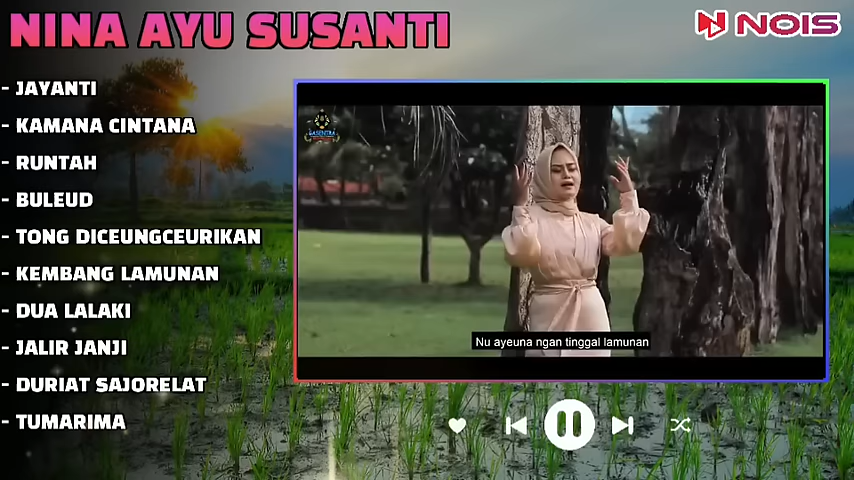 NINA AYU SUSANTI
NOIS
- JAYANTI
- KAMANA CINTANA
- RUNTAH
- BULEUD
- TONG DICEUNGCEURIKAN
- KEMBANG LAMUNAN
- DUA LALAKI
- JALIR JANJI
- DURIAT SAJORELAT
- TUMARIMA
Nu ayeuna ngan tinggal lamunan